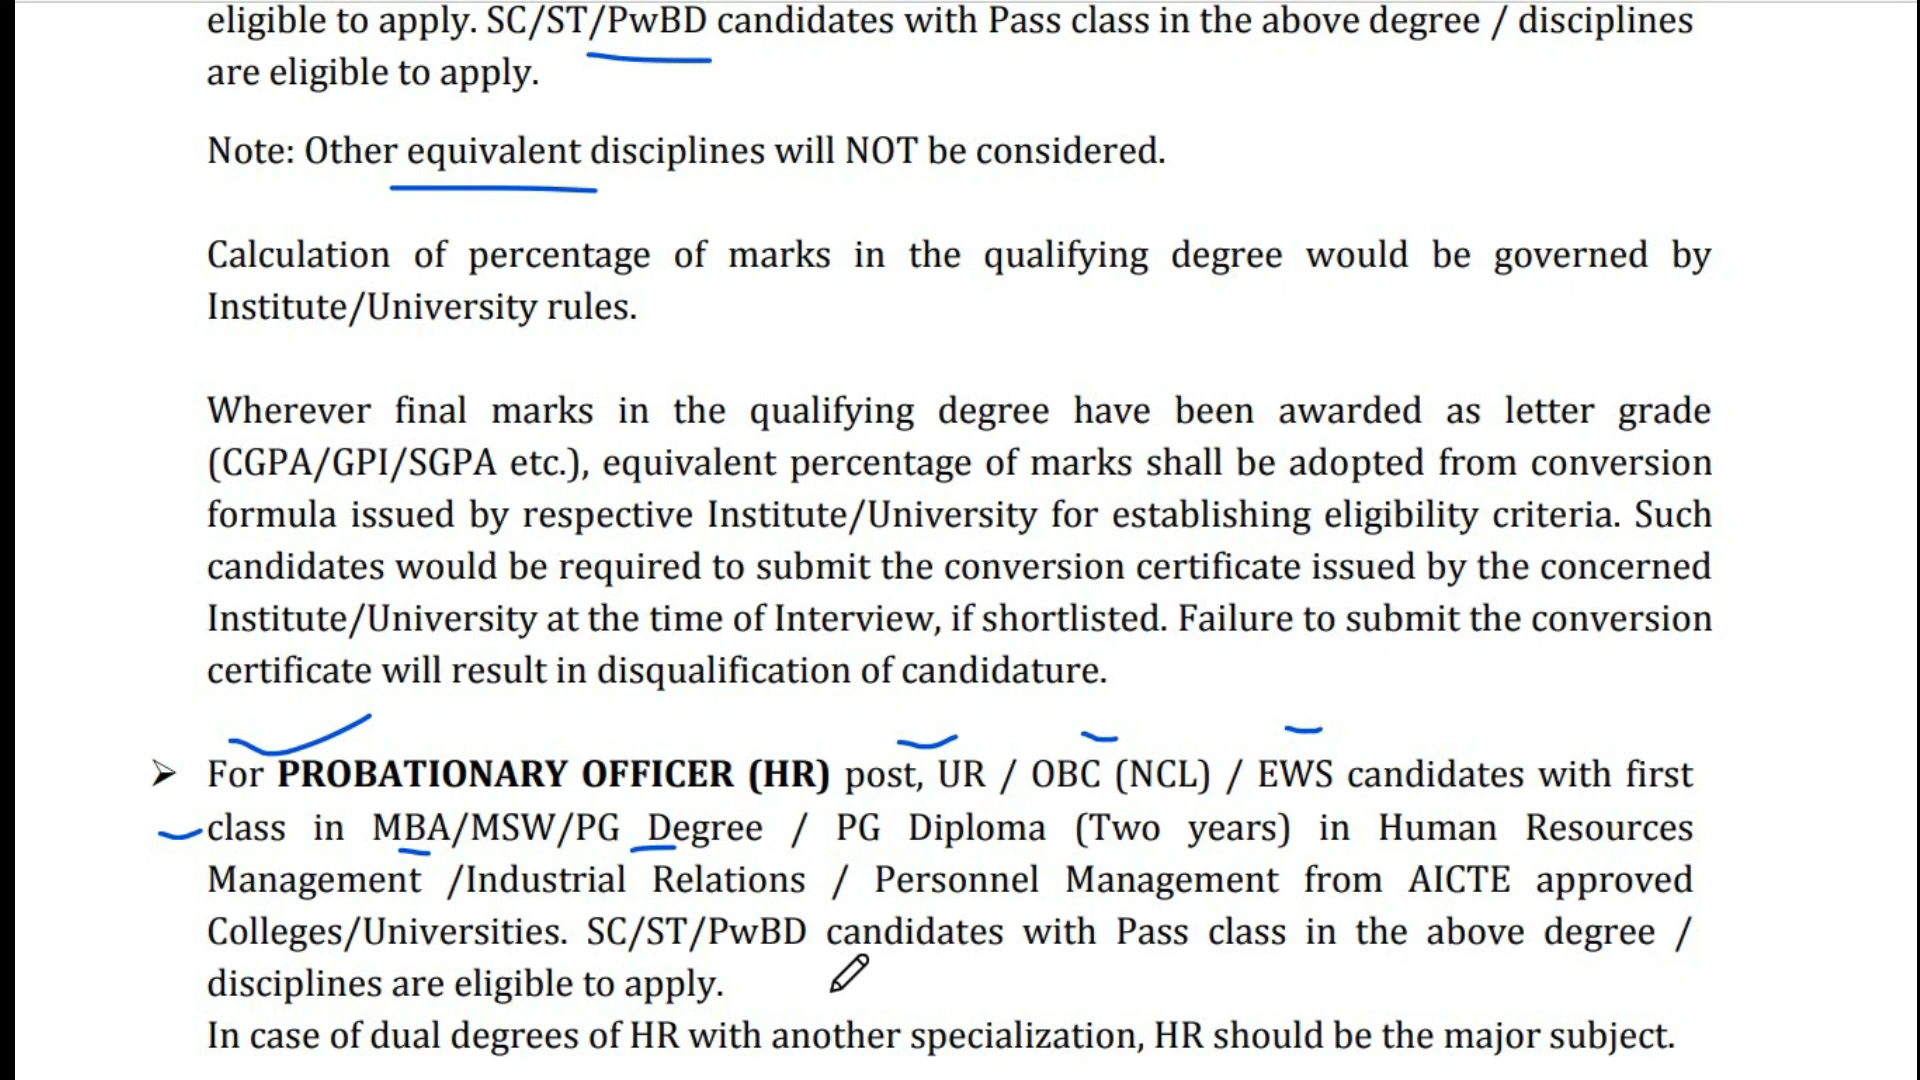 eligible to apply. SC/ST/PwBD candidates with Pass class in the above degree / disciplines
are eligible to apply.
Note: Other equivalent disciplines will NOT be considered.
Calculation of percentage of marks in the qualifying degree would be governed by
Institute/University rules.
Wherever final marks in the qualifying degree have been awarded as letter grade
(CGPA/GPI/SGPA etc.), equivalent percentage of marks shall be adopted from conversion
formula issued by respective Institute/University for establishing eligibility criteria. Such
candidates would be required to submit the conversion certificate issued by the concerned
Institute/University at the time of Interview, if shortlisted. Failure to submit the conversion
certificate will result in disqualification of candidature.
➢ For PROBATIONARY OFFICER (HR) post, UR / OBC (NCL) / EWS candidates with first
class in MBA/MSW/PG Degree / PG Diploma (Two years) in Human Resources
Management /Industrial Relations / Personnel Management from AICTE approved
Colleges/Universities. SC/ST/PwBD candidates with Pass class in the above degree /
disciplines are eligible to apply.
In case of dual degrees of HR with another specialization, HR should be the major subject.